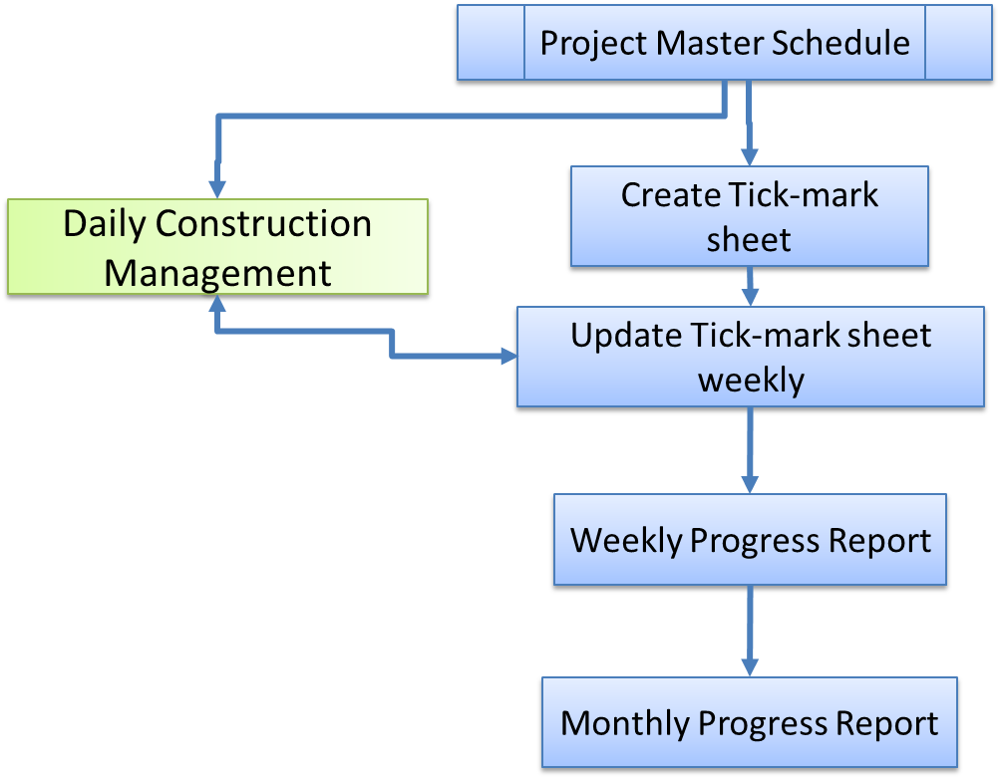 Project Master Schedule
Create Tick-mark
sheet
Daily Construction
Management
Update Tick-mark sheet
weekly
Weekly Progress Report
Monthly Progress Report